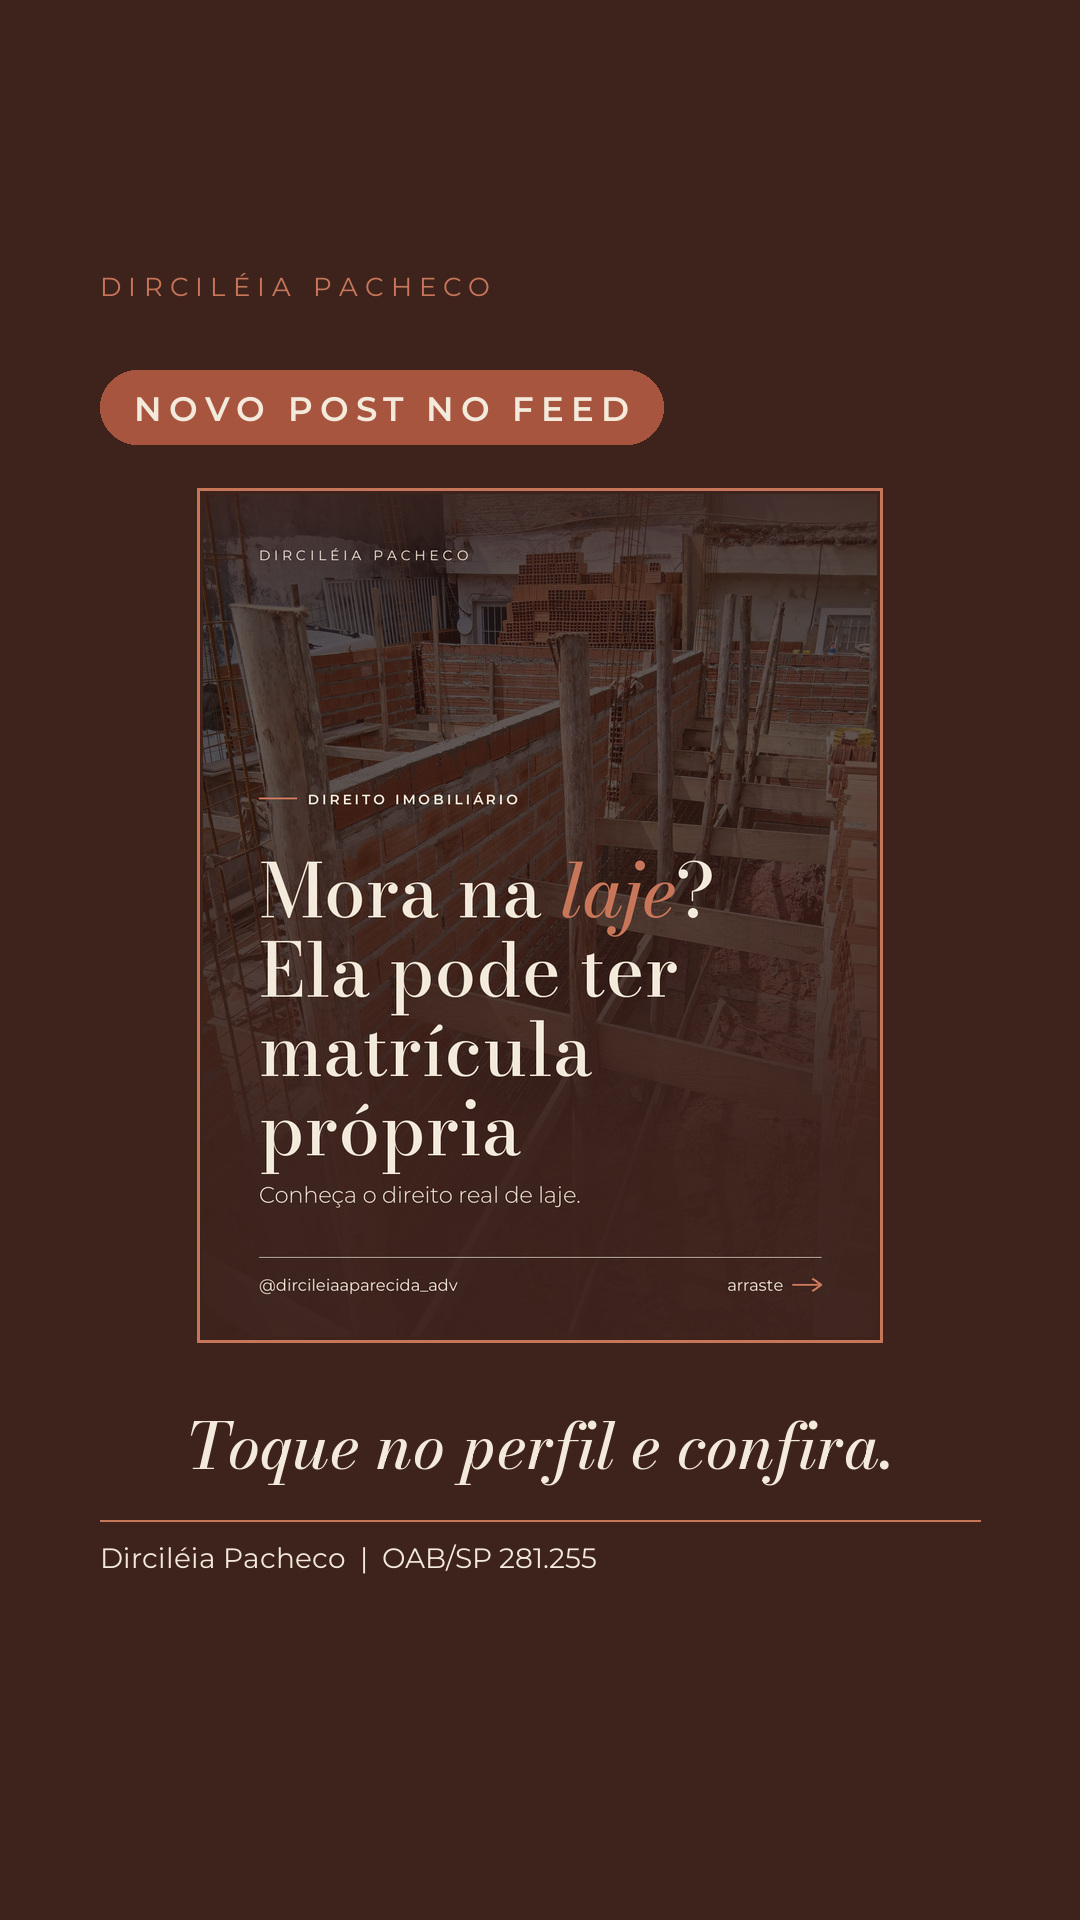 DIRCILÉIA PACHECO
NOVO POST NO FEED
DIRCILÉIA PACHECO
DIREITO IMOBILIÁRIO
Mora na laje?
Ela pode ter
matrícula
própria
Conheça o direito real de laje.
@dircileiaaparecida_adv
arraste
Toque no perfil e confira.
Dirciléia Pacheco | OAB/SP 281.255